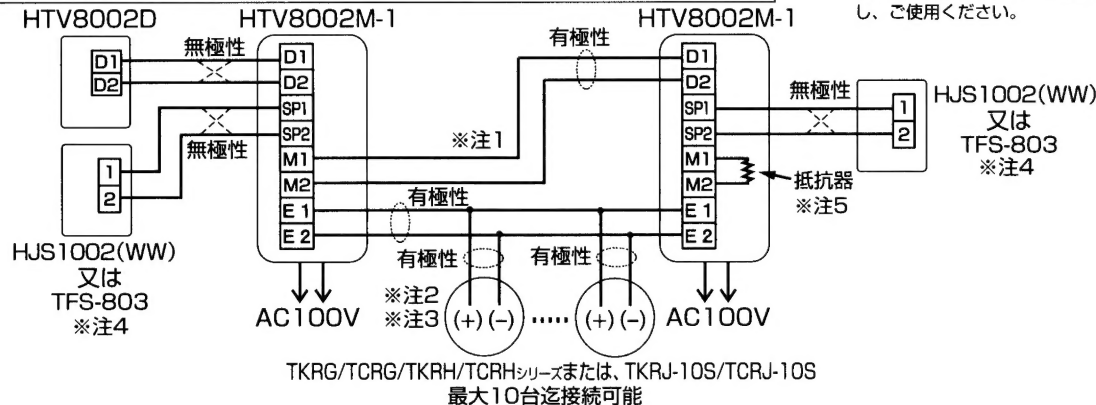 し、ご使用ください。
HTV8002D
HTV8002M-1
HTV8002M-1
無極性
有極性
D1
D2
D1
D2
SP1
SP2
M1
M2
E 1
E 2
D1
D2
SP1
SP2
M1
M2
E 1
E 2
無極性
1
2
HJS1002(WW)
又は
TFS-803
※注4
無極性
1
2
HJS1002(WW)
又は
TFS-803
※注4
※注1
抵抗器
※注5
有極性
有極性
有極性
※注2
※注3
(+) (-)
(+) (-)
AC100V
AC100V
TKRG/TCRG/TKRH/TCRHシリーズまたは、TKRJ-10S/TCRJ-10S
最大10台迄接続可能